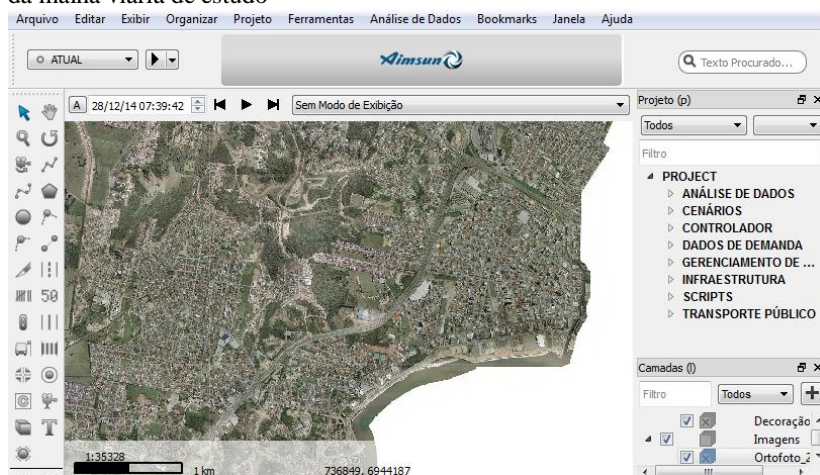 da malha viária de estudo
Arquivo Editar Exibir Organizar Projeto Ferramentas Análise de Dados Bookmarks Janela Ajuda
ATUAL
Aimsun
Texto Procurado...
A 28/12/14 07:39:42 Sem Modo de Exibição
Projeto (p)
Todos
Filtro
PROJECT
ANÁLISE DE DADOS
CENÁRIOS
CONTROLADOR
DADOS DE DEMANDA
GERENCIAMENTO DE ...
INFRAESTRUTURA
SCRIPTS
TRANSPORTE PÚBLICO
50
T
Camadas (l)
Filtro Todos
Decoração
Imagens
Ortofoto_2
1:35328
1 km
736849, 6944187